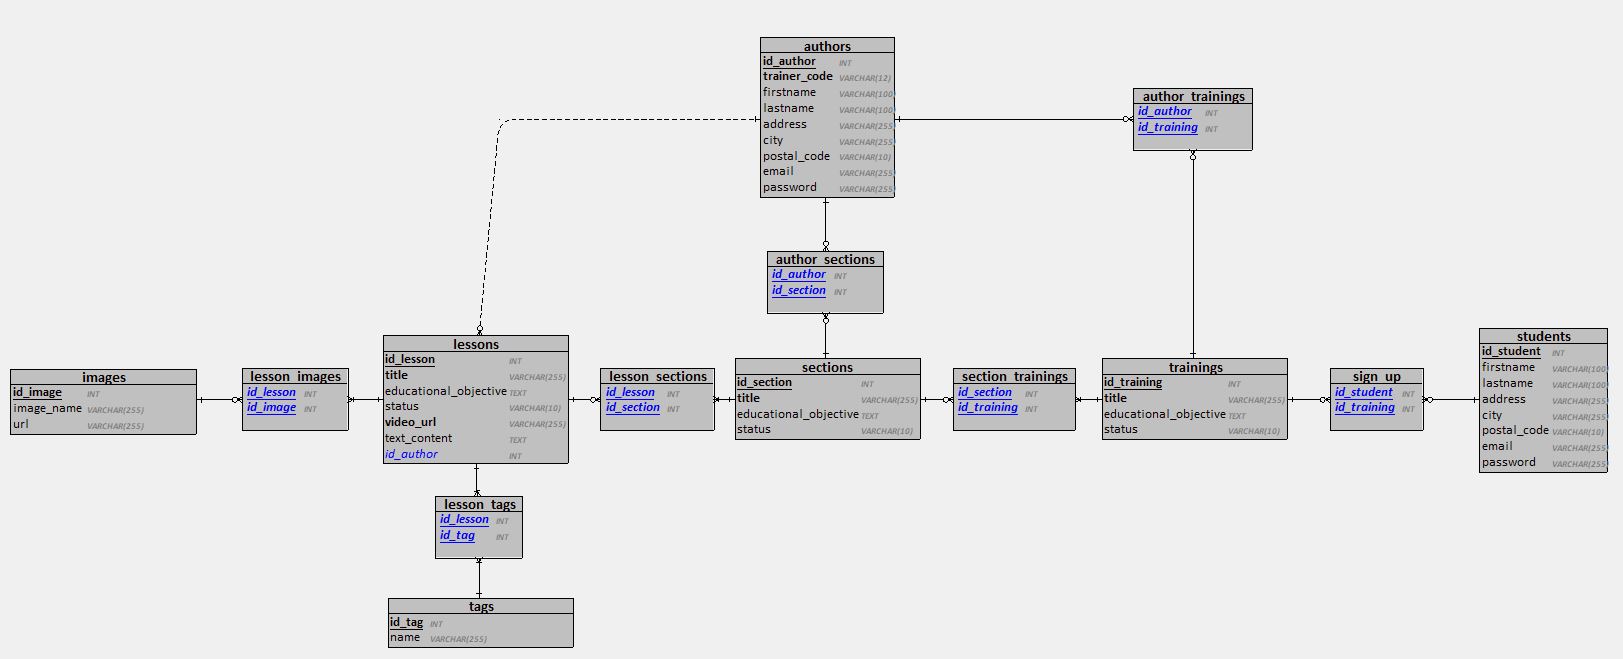 authors
id_author INT
trainer_code VARCHAR(12)
firstname VARCHAR(100)
lastname VARCHAR(100)
address VARCHAR(255)
city VARCHAR(255)
postal_code VARCHAR(10)
email VARCHAR(255)
password VARCHAR(255)
author_trainings
id_author INT
id_training INT
author_sections
id_author INT
id_section INT
images
id_image INT
image_name VARCHAR(255)
url VARCHAR(255)
lesson_images
id_lesson INT
id_image INT
lessons
id_lesson INT
title VARCHAR(255)
educational_objective TEXT
status VARCHAR(10)
video_url VARCHAR(255)
text_content TEXT
id_author INT
lesson_sections
id_lesson INT
id_section INT
sections
id_section INT
title VARCHAR(255)
educational_objective TEXT
status VARCHAR(10)
section_trainings
id_section INT
id_training INT
trainings
id_training INT
title VARCHAR(255)
educational_objective TEXT
status VARCHAR(10)
sign_up
id_student INT
id_training INT
students
id_student INT
firstname VARCHAR(100
lastname VARCHAR(100
address VARCHAR(255
city VARCHAR(255
postal_code VARCHAR(10)
email VARCHAR(255
password VARCHAR(255
lesson_tags
id_lesson INT
id_tag INT
tags
id_tag INT
name VARCHAR(255)